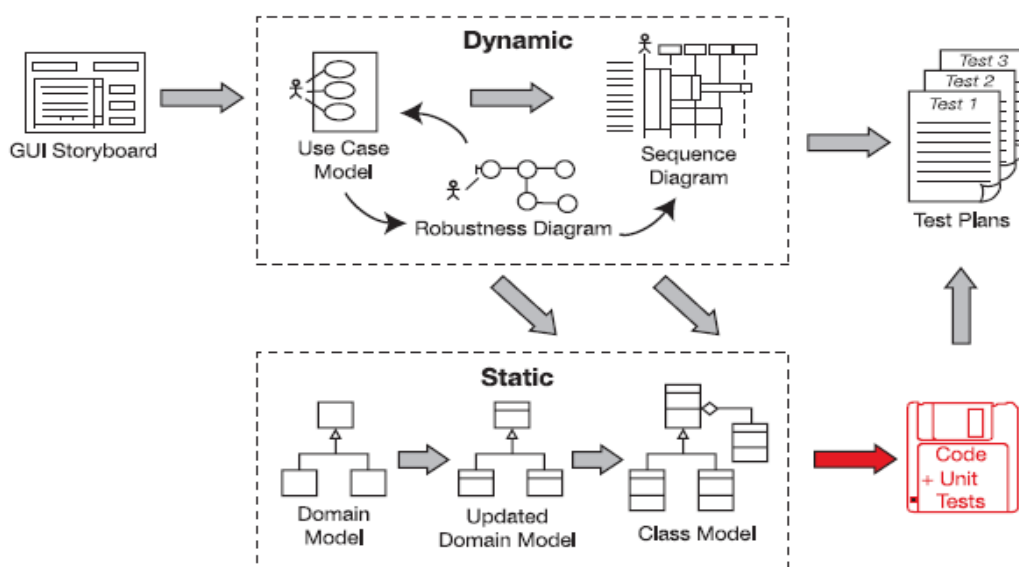 Dynamic
GUI Storyboard
Use Case
Model
Robustness Diagram
Sequence
Diagram
Test 3
Test 2
Test 1
Test Plans
Static
Domain
Model
Updated
Domain Model
Class Model
Code
+ Unit
Tests